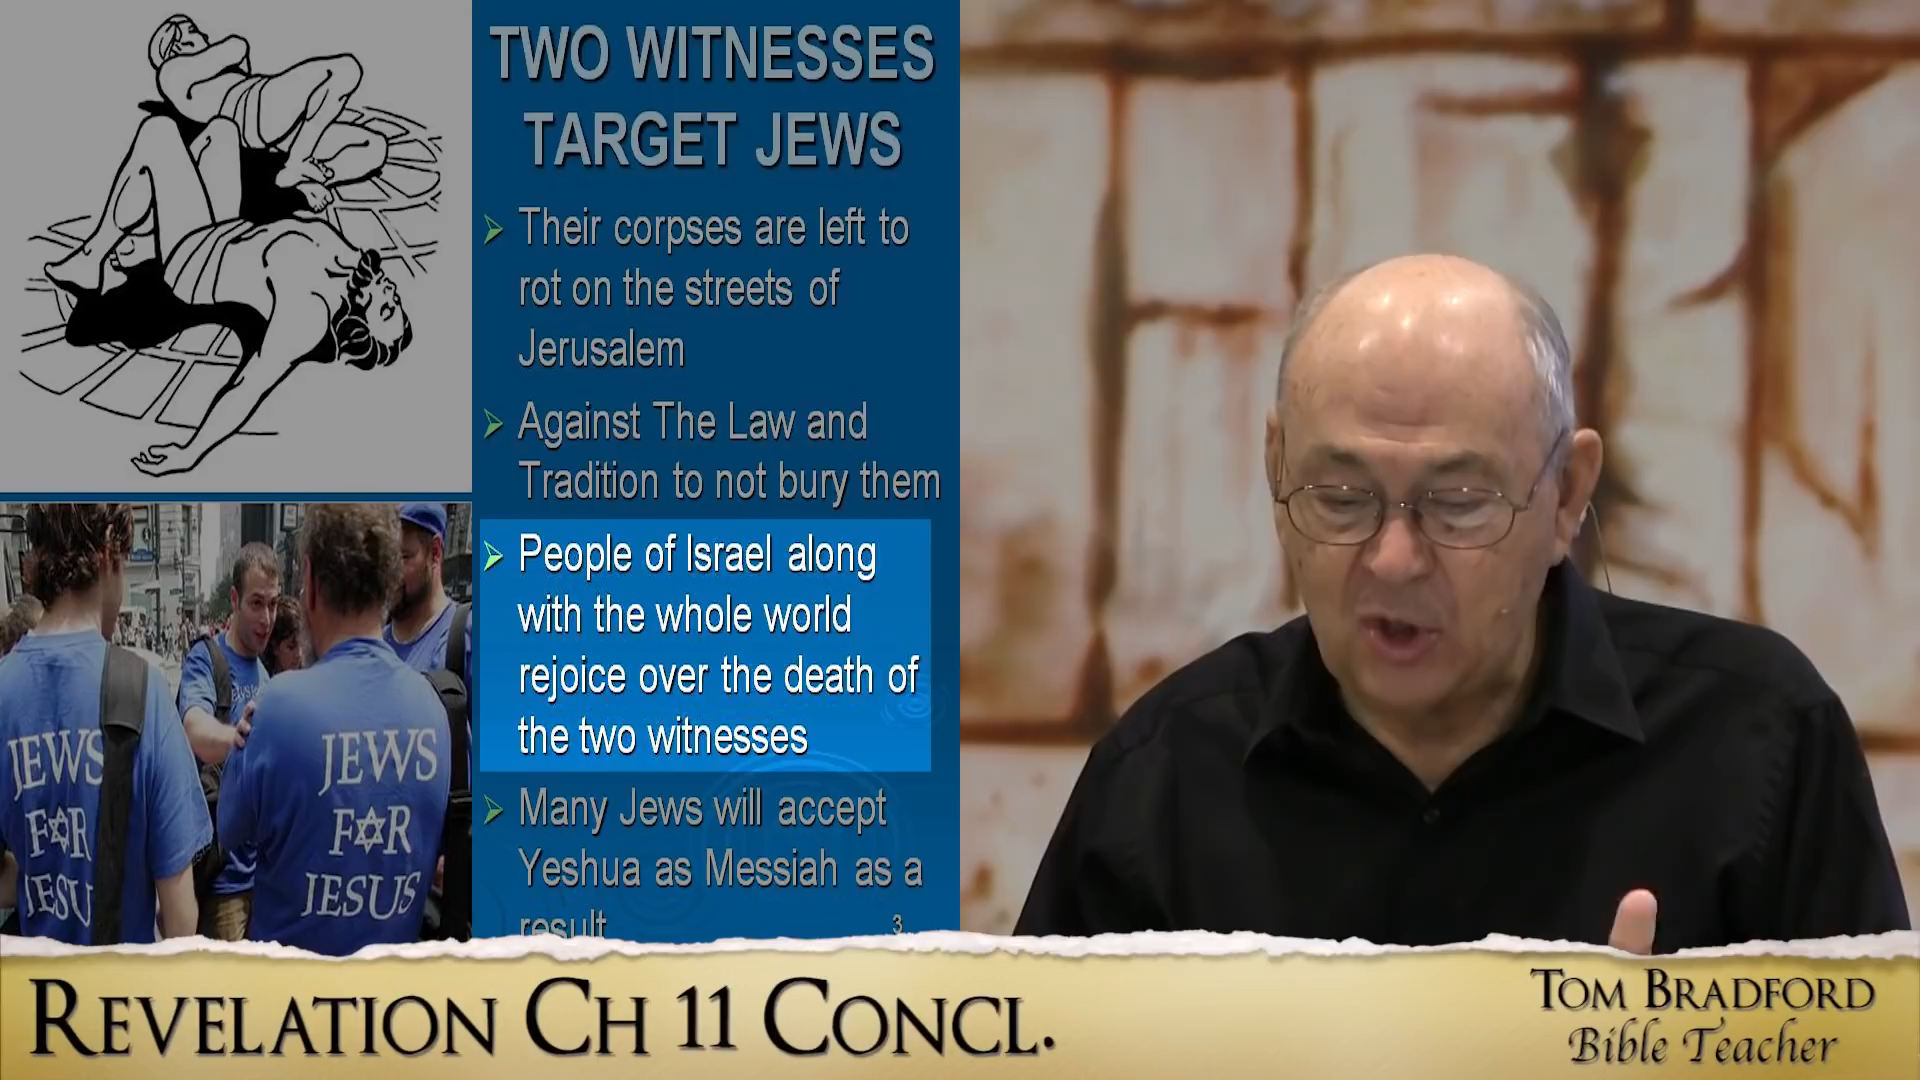 TWO WITNESSES
TARGET JEWS
Their corpses are left to
rot on the streets of
Jerusalem
Against The Law and
Tradition to not bury them
People of Israel along
with the whole world
rejoice over the death of
the two witnesses
Many Jews will accept
Yeshua as Messiah as a
result
3
JEWS
FOR
JESU
JEWS
FOR
JESUS
REVELATION CH 11 CONCL.
TOM BRADFORD
Bible Teacher